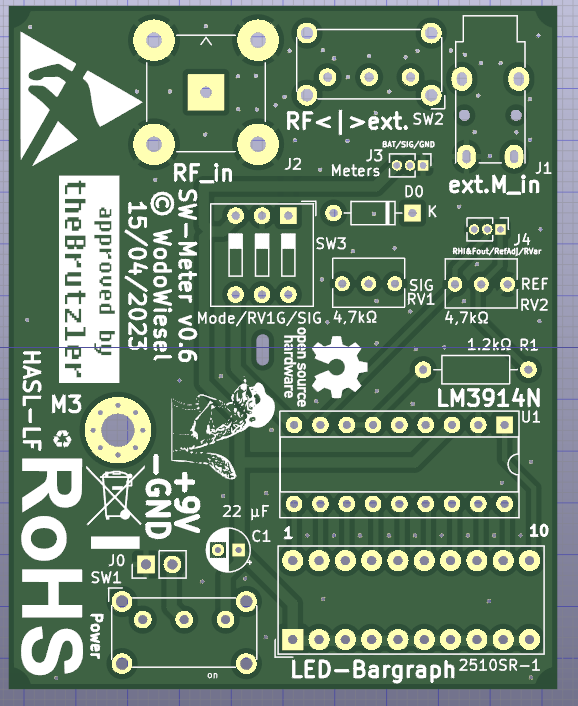 RF<|>ext.
SW2
BAT/SIG/GND
J3
Meters
J2
RF_in
J1
ext.M_in
D0
K
approved by
theBrutzler
15/04/2023
© WodoWiesel
SW-Meter v0.6
SW3
J4
RHI&Fout/RefAdj/RVar
SIG
RV1
REF
RV2
Mode/RV1G/SIG
4,7kΩ
4,7kΩ
open source
hardware
1.2kΩ R1
HASL-LF
M3
LM3914N
U1
RoHS
-GND
+9V
22 µF
C1
+
1
10
J0
SW1
Power
on
LED-Bargraph
2510SR-1